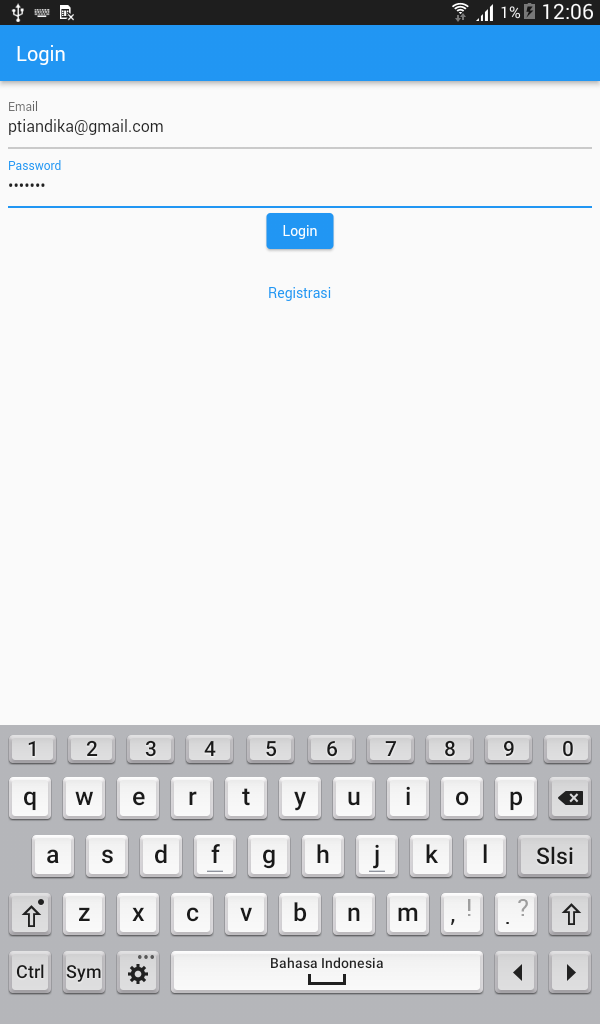 1% 12:06
Login
Email
ptiandika@gmail.com
Password
•••••••
Login
Registrasi
1 2 3 4 5 6 7 8 9 0
q w e r t y u i o p
a s d f g h j k l Slsi
z x c v b n m , ! . ?
Ctrl Sym Bahasa Indonesia